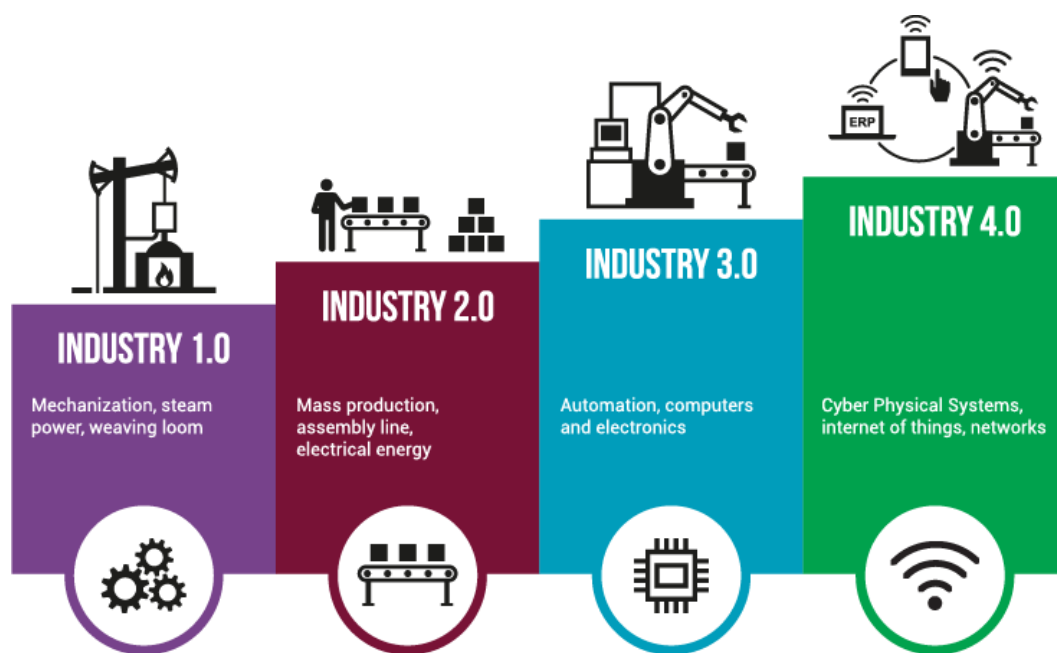 ERP
INDUSTRY 1.0
Mechanization, steam
power, weaving loom
INDUSTRY 2.0
Mass production,
assembly line,
electrical energy
INDUSTRY 3.0
Automation, computers
and electronics
INDUSTRY 4.0
Cyber Physical Systems,
internet of things, networks